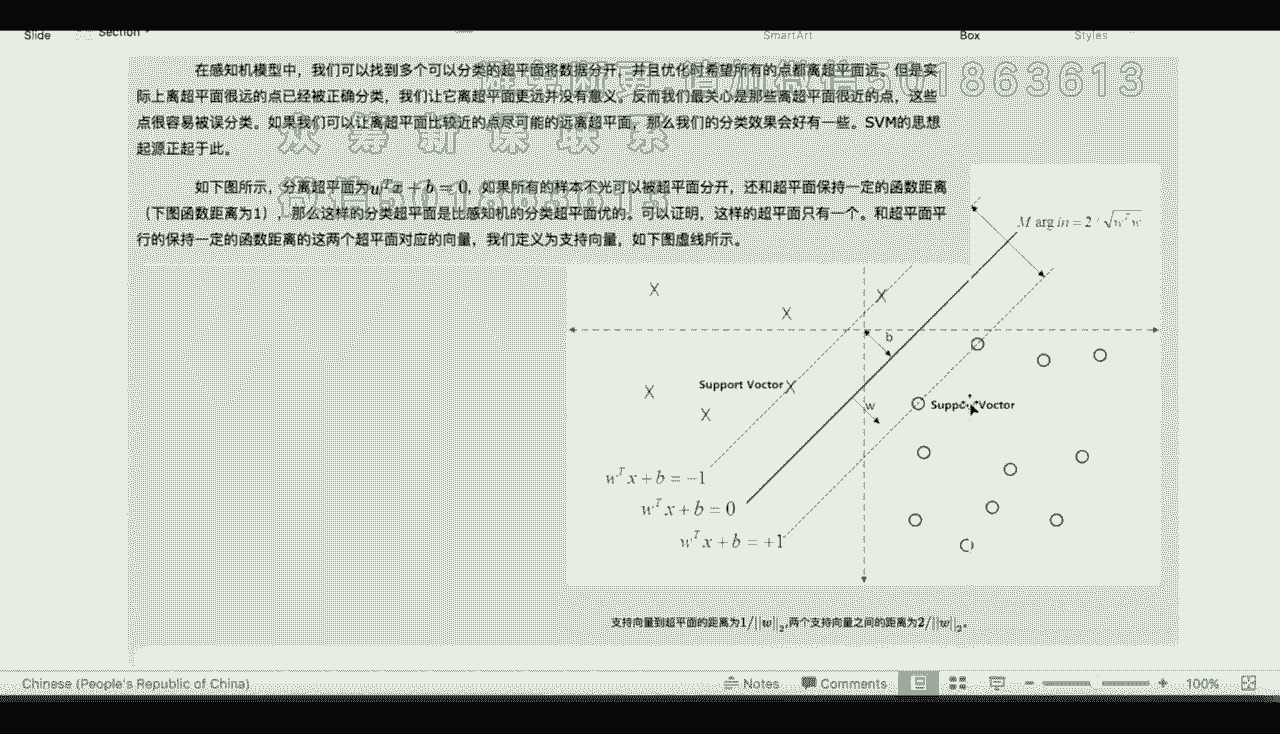 Slide
Section
SmartArt
Box
Styles
在感知机模型中，我们可以找到多个可以分类的超平面将数据分开，并且优化时希望所有的点都离超平面远。但是实
际上离超平面很远的点已经被正确分类，我们让它离超平面更远并没有意义。反而我们最关心是那些离超平面很近的点，这些
点很容易被误分类。如果我们可以让离超平面比较近的点尽可能的远离超平面，那么我们的分类效果会好有一些。SVM的思想
起源正起于此。
如下图所示，分离超平面为wᵀx + b = 0，如果所有的样本不光可以被超平面分开，还和超平面保持一定的函数距离
（下图函数距离为1），那么这样的分类超平面是比感知机的分类超平面优的。可以证明，这样的超平面只有一个。和超平面平
行的保持一定的函数距离的这两个超平面对应的向量，我们定义为支持向量，如下图虚线所示。
欢 筹 新 课 联 系
M arg in = 2 / √wᵀw
b
Support Voctor
w
Support Voctor
wᵀx + b = −1
wᵀx + b = 0
wᵀx + b = +1
支持向量到超平面的距离为1/||w||₂,两个支持向量之间的距离为2/||w||₂。
Chinese (People's Republic of China)
Notes
Comments
100%